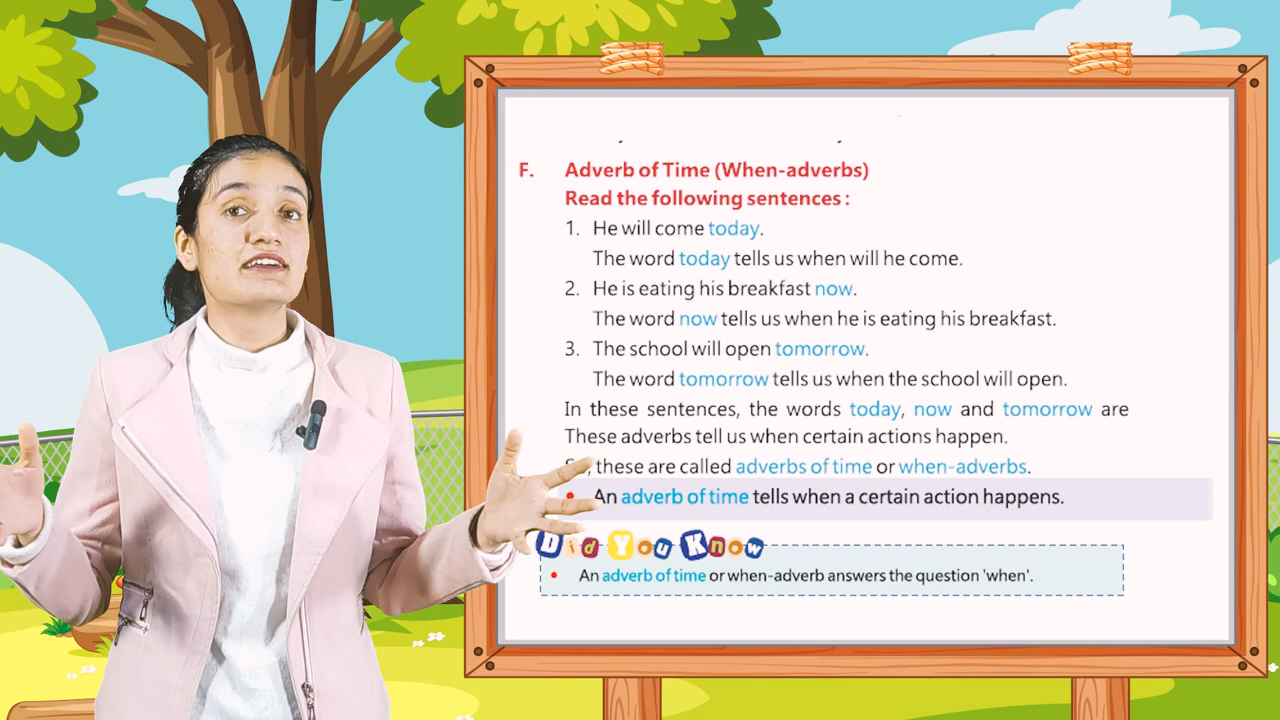 F. Adverb of Time (When-adverbs)
Read the following sentences :
1. He will come today.
The word today tells us when will he come.
2. He is eating his breakfast now.
The word now tells us when he is eating his breakfast.
3. The school will open tomorrow.
The word tomorrow tells us when the school will open.
In these sentences, the words today, now and tomorrow are
These adverbs tell us when certain actions happen.
these are called adverbs of time or when-adverbs.
• An adverb of time tells when a certain action happens.
Did You Know
• An adverb of time or when-adverb answers the question 'when'.